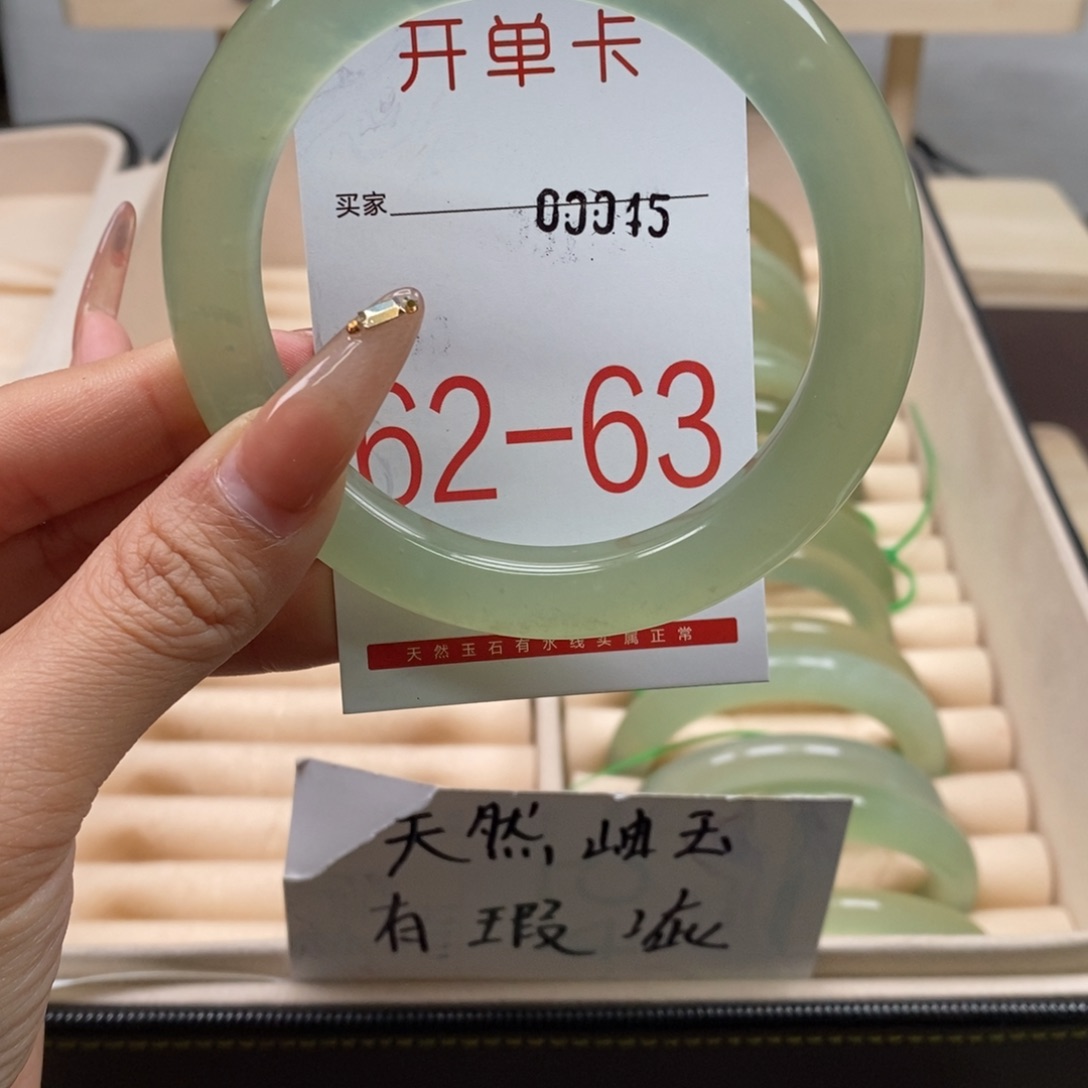 开单卡
买家 00015
62-63
天然玉石有水线实属正常
天然岫玉
有瑕疵